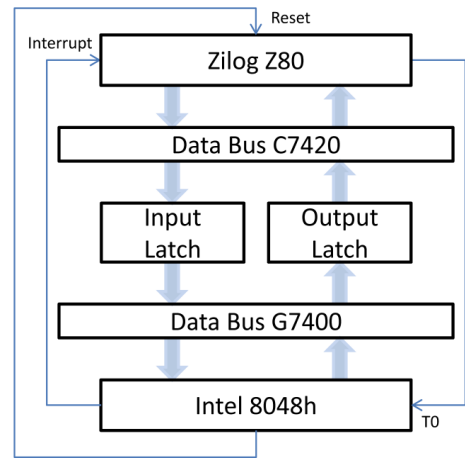 Reset
Interrupt
Zilog Z80
Data Bus C7420
Input
Latch
Output
Latch
Data Bus G7400
Intel 8048h
T0